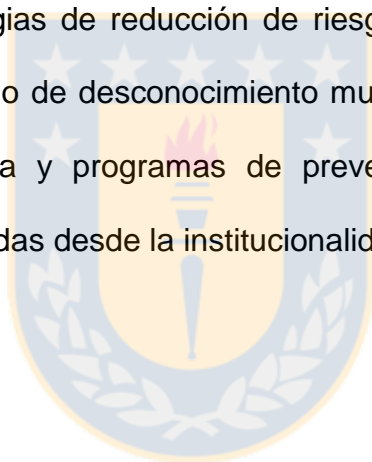 gias de reducción de riesg
o de desconocimiento mu
a y programas de preve
das desde la institucionalid